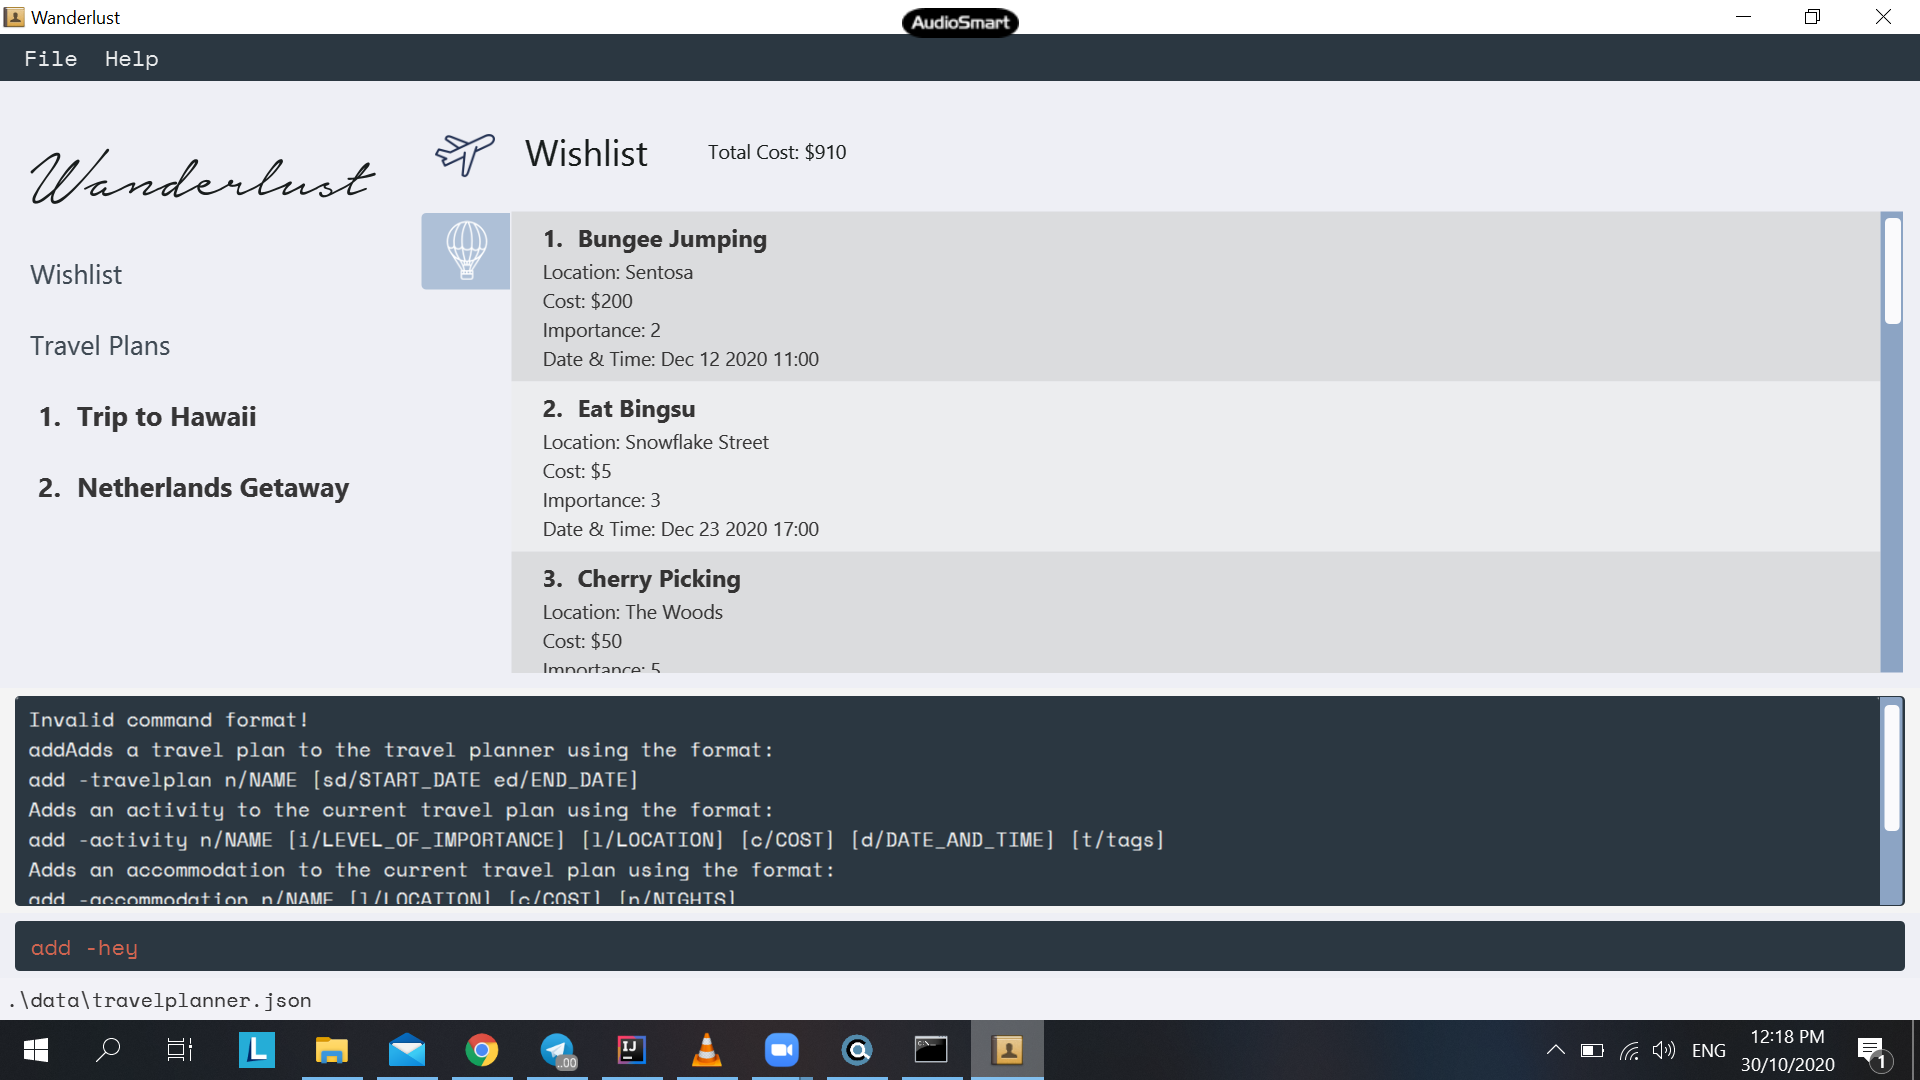 Wanderlust
AudioSmart
File Help
Wanderlust
Wishlist
Travel Plans
1. Trip to Hawaii
2. Netherlands Getaway
Wishlist
Total Cost: $910
1. Bungee Jumping
Location: Sentosa
Cost: $200
Importance: 2
Date & Time: Dec 12 2020 11:00
2. Eat Bingsu
Location: Snowflake Street
Cost: $5
Importance: 3
Date & Time: Dec 23 2020 17:00
3. Cherry Picking
Location: The Woods
Cost: $50
Importance: 5
Invalid command format!
addAdds a travel plan to the travel planner using the format:
add -travelplan n/NAME [sd/START_DATE ed/END_DATE]
Adds an activity to the current travel plan using the format:
add -activity n/NAME [i/LEVEL_OF_IMPORTANCE] [l/LOCATION] [c/COST] [d/DATE_AND_TIME] [t/tags]
Adds an accommodation to the current travel plan using the format:
add -accommodation n/NAME [l/LOCATION] [c/COST] [n/NIGHTS]
add -hey
.\data\travelplanner.json
L
.00
IJ
C:\
ENG
12:18 PM
30/10/2020
1